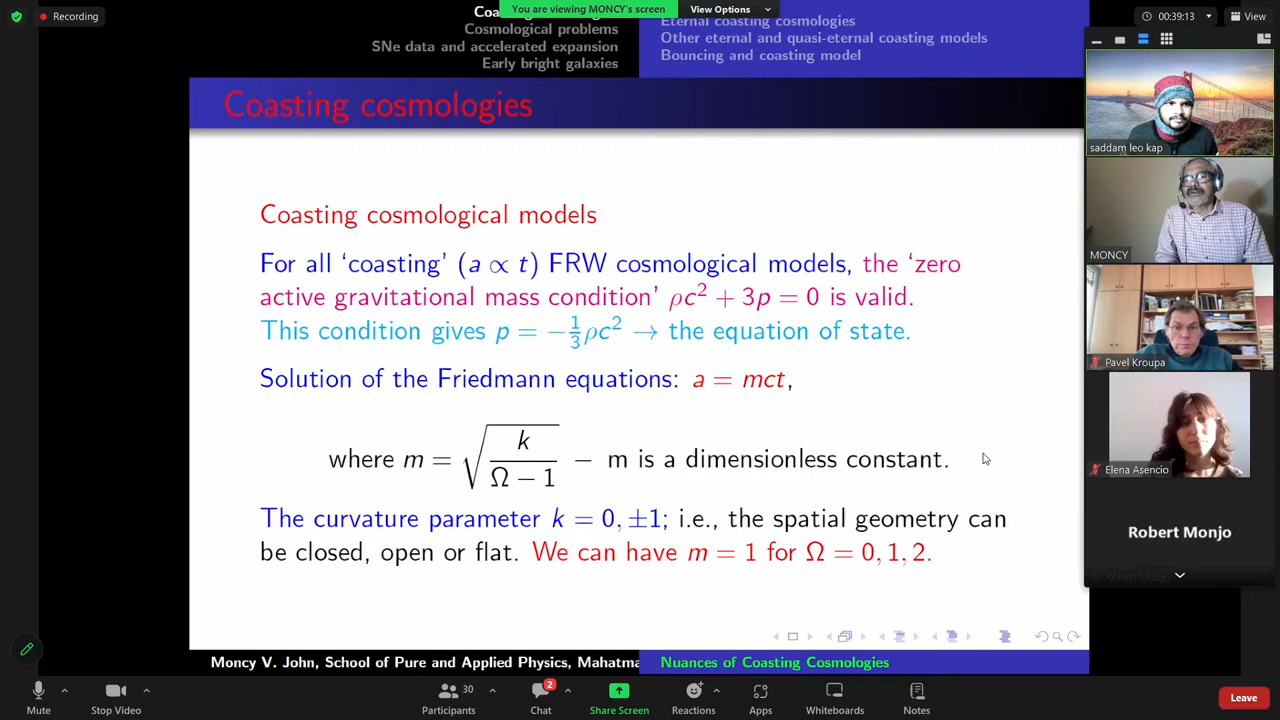 Recording
You are viewing MONCY's screen
View Options
00:39:13
View
Cosmological problems
SNe data and accelerated expansion
Early bright galaxies
Eternal coasting cosmologies
Other eternal and quasi-eternal coasting models
Bouncing and coasting model
Coasting cosmologies
Coasting cosmological models
For all ‘coasting’ (a ∝ t) FRW cosmological models, the ‘zero
active gravitational mass condition’ ρc² + 3p = 0 is valid.
This condition gives p = −⅓ρc² → the equation of state.
Solution of the Friedmann equations: a = mct,
where m = √(k / (Ω − 1)) − m is a dimensionless constant.
The curvature parameter k = 0, ±1; i.e., the spatial geometry can
be closed, open or flat. We can have m = 1 for Ω = 0, 1, 2.
Moncy V. John, School of Pure and Applied Physics, Mahatma
Nuances of Coasting Cosmologies
saddam leo kap
MONCY
Pavel Kroupa
Elena Asencio
Robert Monjo
Robert Monjo
Mute
Stop Video
30
Participants
2
Chat
Share Screen
Reactions
Apps
Whiteboards
Notes
Leave